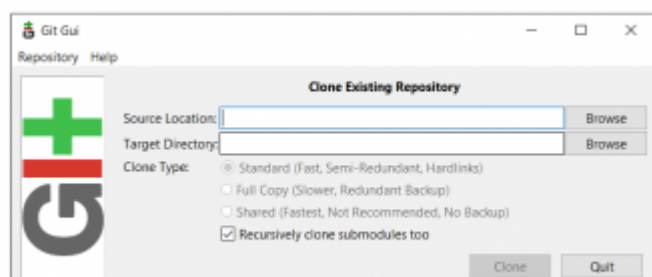 Git Gui
Repository Help
Clone Existing Repository
Source Location: Browse
Target Directory: Browse
Clone Type: Standard (Fast, Semi-Redundant, Hardlinks)
Full Copy (Slower, Redundant Backup)
Shared (Fastest, Not Recommended, No Backup)
Recursively clone submodules too
Clone Quit
git